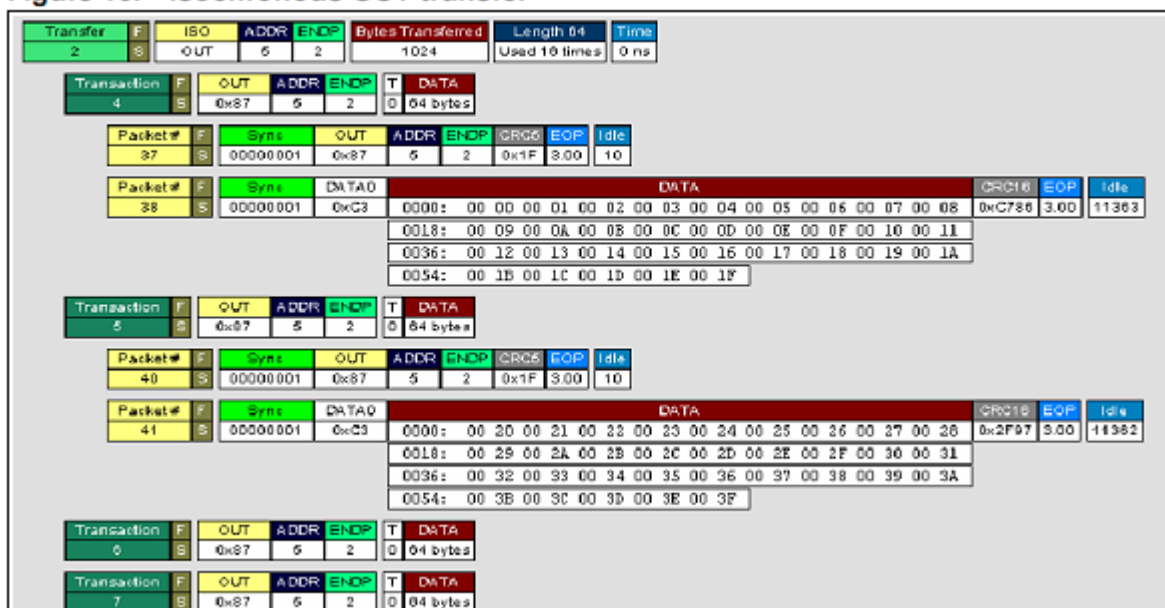 Transfer F ISO ADDR ENDP Bytes Transferred Length 64 Time
2 S OUT 5 2 1024 Used 16 times 0 ns
Transaction F OUT ADDR ENDP T DATA
4 S 0x87 5 2 0 64 bytes
Packet# F Sync OUT ADDR ENDP CRC5 EOP Idle
37 S 00000001 0x87 5 2 0x1F 3.00 10
Packet# F Sync DATA0 DATA CRC16 EOP Idle
38 S 00000001 0xC3 0000: 00 00 00 01 00 02 00 03 00 04 00 05 00 06 00 07 00 08 0xC786 3.00 11363
0018: 00 09 00 0A 00 0B 00 0C 00 0D 00 0E 00 0F 00 10 00 11
0036: 00 12 00 13 00 14 00 15 00 16 00 17 00 18 00 19 00 1A
0054: 00 1B 00 1C 00 1D 00 1E 00 1F
Transaction F OUT ADDR ENDP T DATA
5 S 0x87 5 2 0 64 bytes
Packet# F Sync OUT ADDR ENDP CRC5 EOP Idle
40 S 00000001 0x87 5 2 0x1F 3.00 10
Packet# F Sync DATA0 DATA CRC16 EOP Idle
41 S 00000001 0xC3 0000: 00 20 00 21 00 22 00 23 00 24 00 25 00 26 00 27 00 28 0x2F97 3.00 11362
0018: 00 29 00 2A 00 2B 00 2C 00 2D 00 2E 00 2F 00 30 00 31
0036: 00 32 00 33 00 34 00 35 00 36 00 37 00 38 00 39 00 3A
0054: 00 3B 00 3C 00 3D 00 3E 00 3F
Transaction F OUT ADDR ENDP T DATA
6 S 0x87 5 2 0 64 bytes
Transaction F OUT ADDR ENDP T DATA
7 S 0x87 5 2 0 64 bytes